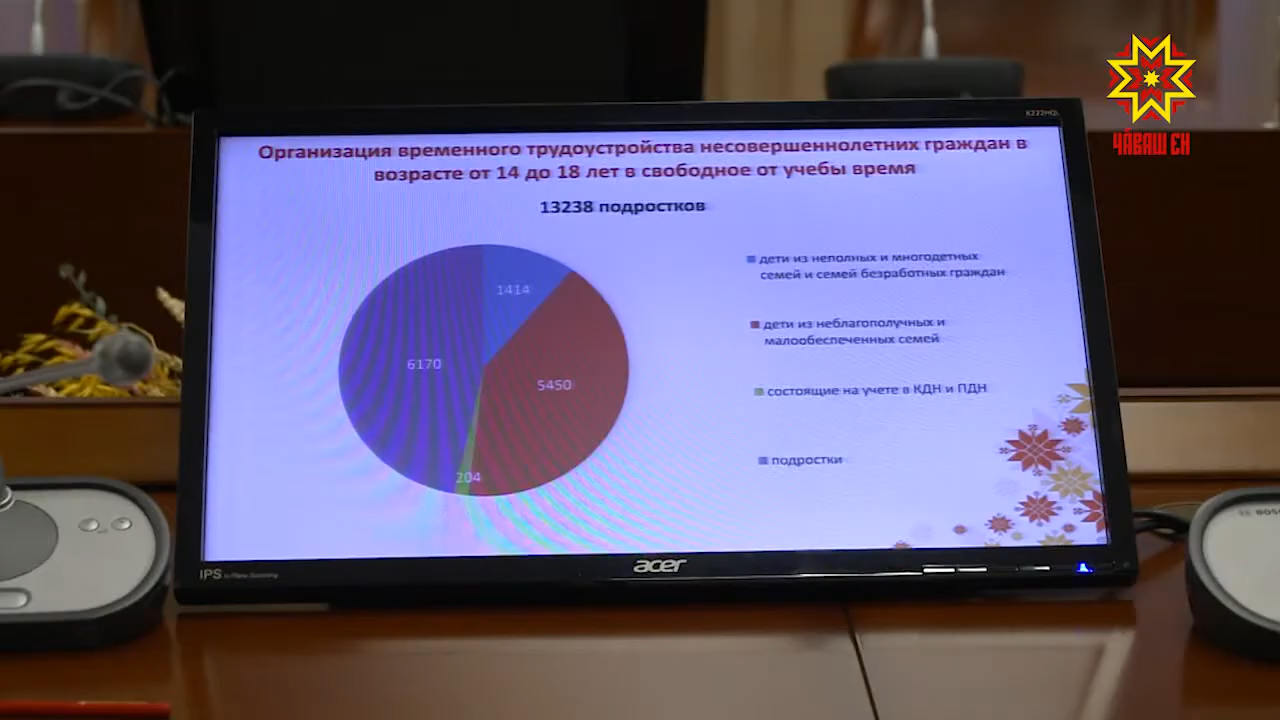 ЧӐВАШ ЕН
K222HQL
Организация временного трудоустройства несовершеннолетних граждан в
возрасте от 14 до 18 лет в свободное от учебы время
13238 подростков
1414
6170
5450
204
дети из неполных и многодетных
семей и семей безработных граждан
дети из неблагополучных и
малообеспеченных семей
состоящие на учете в КДН и ПДН
подростки
IPS
acer